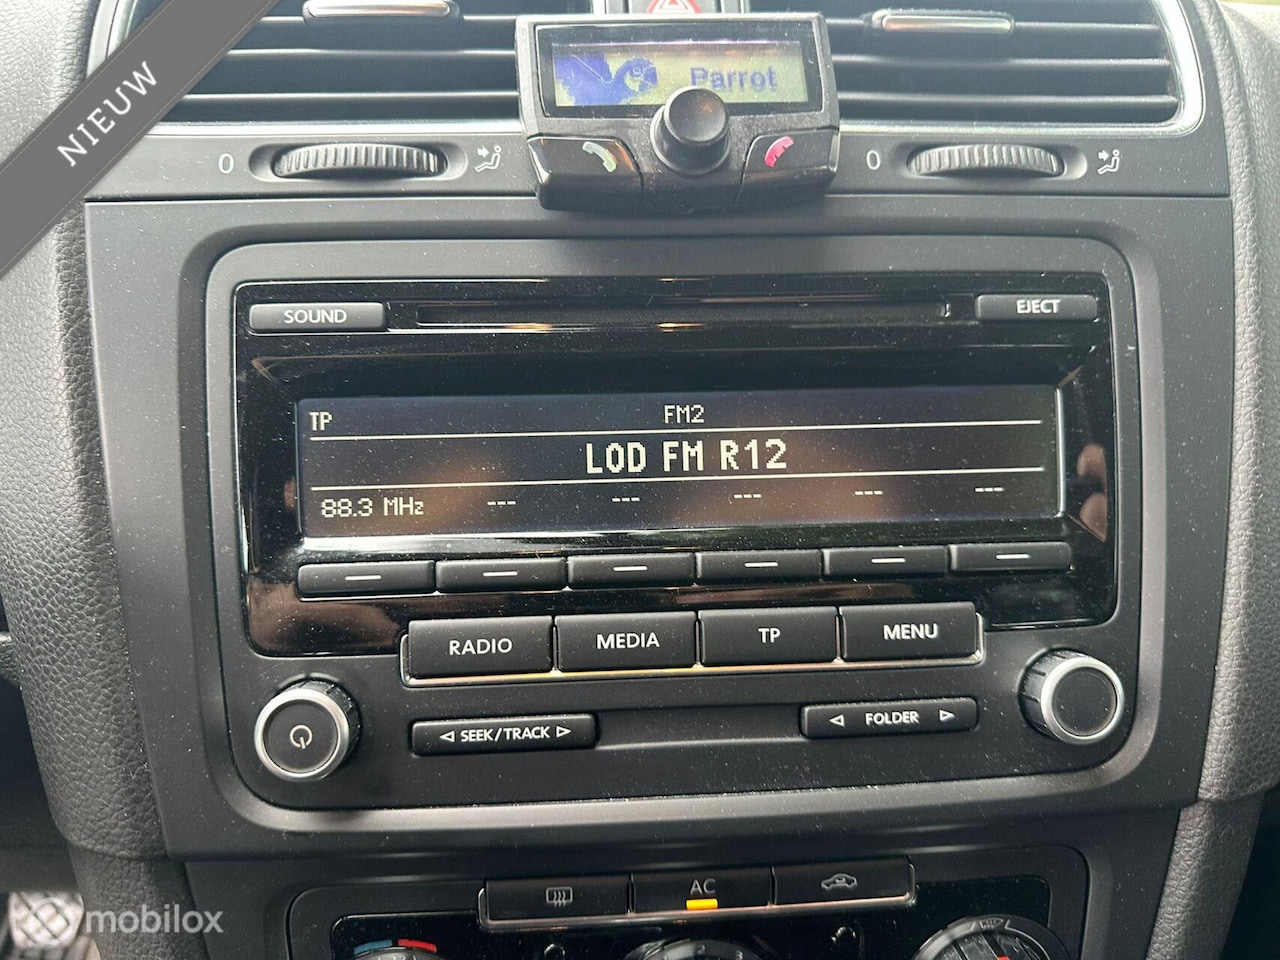 NIEUW
Parrot
0
0
SOUND
EJECT
TP
FM2
LOD FM R12
88.3 MHz --- --- --- --- ---
RADIO
MEDIA
TP
MENU
SEEK/TRACK
FOLDER
AC
mobilox